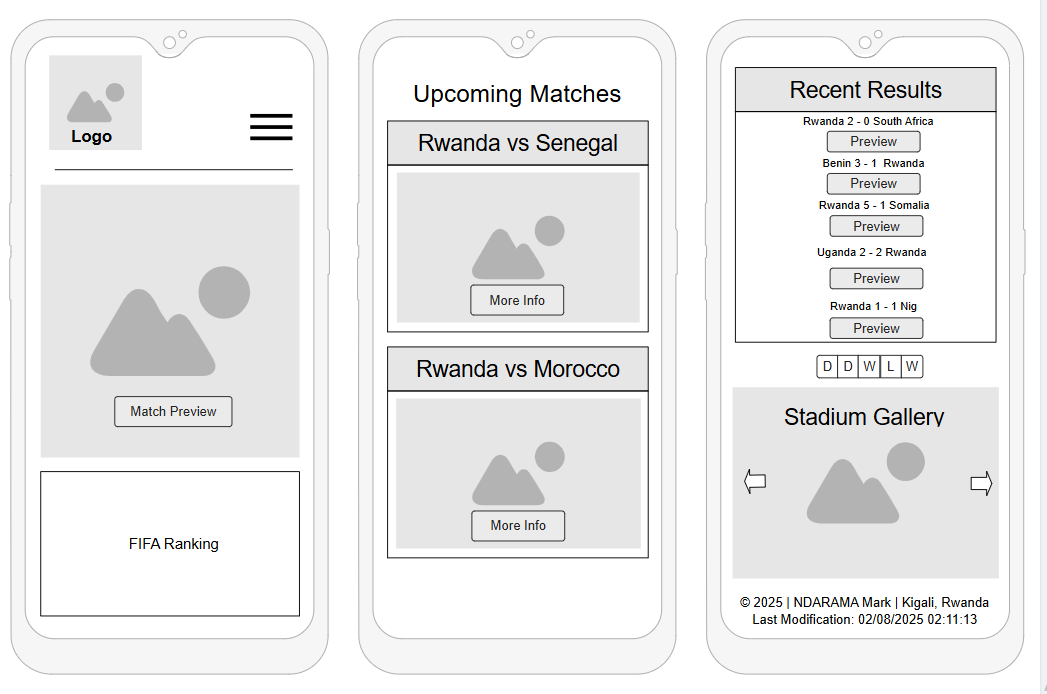 Logo
Match Preview
FIFA Ranking
Upcoming Matches
Rwanda vs Senegal
More Info
Rwanda vs Morocco
More Info
Recent Results
Rwanda 2 - 0 South Africa
Preview
Benin 3 - 1 Rwanda
Preview
Rwanda 5 - 1 Somalia
Preview
Uganda 2 - 2 Rwanda
Preview
Rwanda 1 - 1 Nig
Preview
D D W L W
Stadium Gallery
© 2025 | NDARAMA Mark | Kigali, Rwanda
Last Modification: 02/08/2025 02:11:13